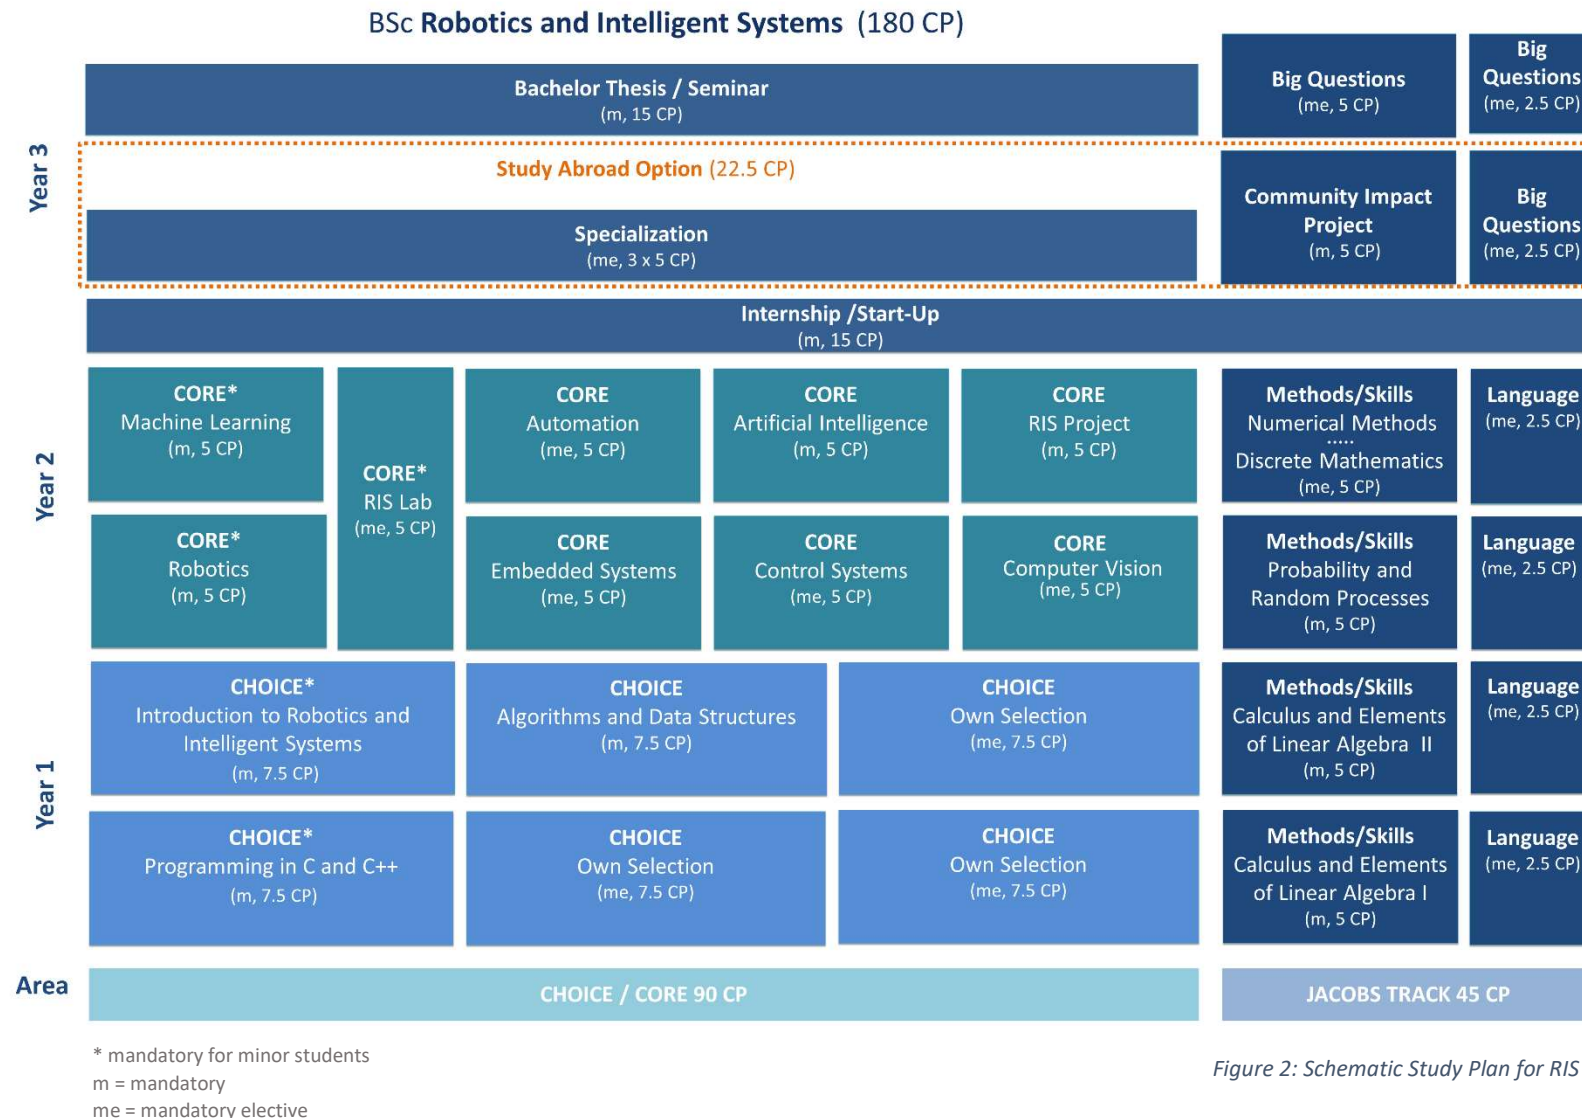 BSc Robotics and Intelligent Systems (180 CP)
Year 3
Bachelor Thesis / Seminar
(m, 15 CP)
Big Questions
(me, 5 CP)
Big
Questions
(me, 2.5 CP)
Study Abroad Option (22.5 CP)
Specialization
(me, 3 x 5 CP)
Community Impact
Project
(m, 5 CP)
Big
Questions
(me, 2.5 CP)
Internship /Start-Up
(m, 15 CP)
Year 2
CORE*
Machine Learning
(m, 5 CP)
CORE*
RIS Lab
(me, 5 CP)
CORE
Automation
(me, 5 CP)
CORE
Artificial Intelligence
(m, 5 CP)
CORE
RIS Project
(m, 5 CP)
Methods/Skills
Numerical Methods
.....
Discrete Mathematics
(me, 5 CP)
Language
(me, 2.5 CP)
CORE*
Robotics
(m, 5 CP)
CORE
Embedded Systems
(me, 5 CP)
CORE
Control Systems
(me, 5 CP)
CORE
Computer Vision
(me, 5 CP)
Methods/Skills
Probability and
Random Processes
(m, 5 CP)
Language
(me, 2.5 CP)
Year 1
CHOICE*
Introduction to Robotics and
Intelligent Systems
(m, 7.5 CP)
CHOICE
Algorithms and Data Structures
(m, 7.5 CP)
CHOICE
Own Selection
(me, 7.5 CP)
Methods/Skills
Calculus and Elements
of Linear Algebra II
(m, 5 CP)
Language
(me, 2.5 CP)
CHOICE*
Programming in C and C++
(m, 7.5 CP)
CHOICE
Own Selection
(me, 7.5 CP)
CHOICE
Own Selection
(me, 7.5 CP)
Methods/Skills
Calculus and Elements
of Linear Algebra I
(m, 5 CP)
Language
(me, 2.5 CP)
Area
CHOICE / CORE 90 CP
JACOBS TRACK 45 CP
* mandatory for minor students
m = mandatory
me = mandatory elective
Figure 2: Schematic Study Plan for RIS